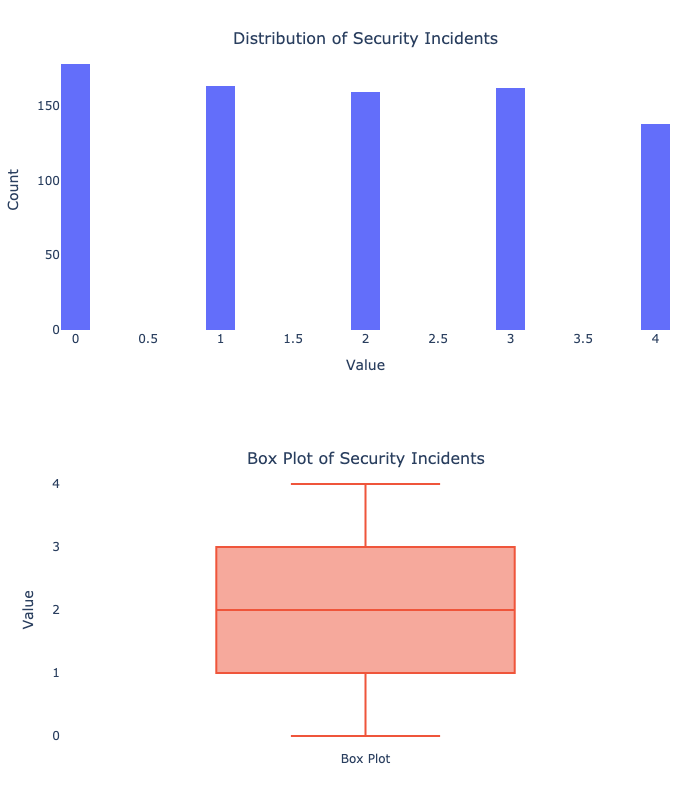 Distribution of Security Incidents
150
100
50
0
Count
0 0.5 1 1.5 2 2.5 3 3.5 4
Value
Box Plot of Security Incidents
4
3
2
1
0
Value
Box Plot